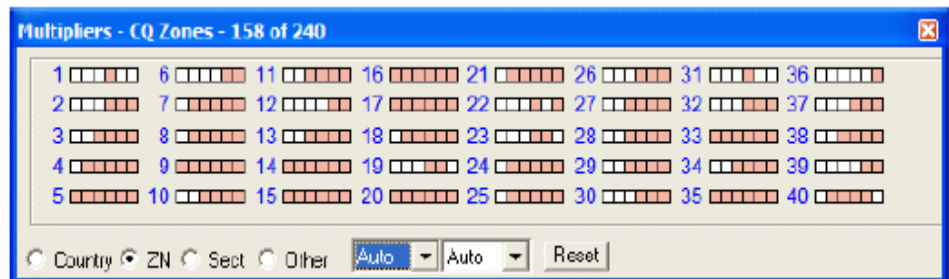 Multipliers - CQ Zones - 158 of 240
1 6 11 16 21 26 31 36
2 7 12 17 22 27 32 37
3 8 13 18 23 28 33 38
4 9 14 19 24 29 34 39
5 10 15 20 25 30 35 40
Country ZN Sect Other Auto Auto Reset